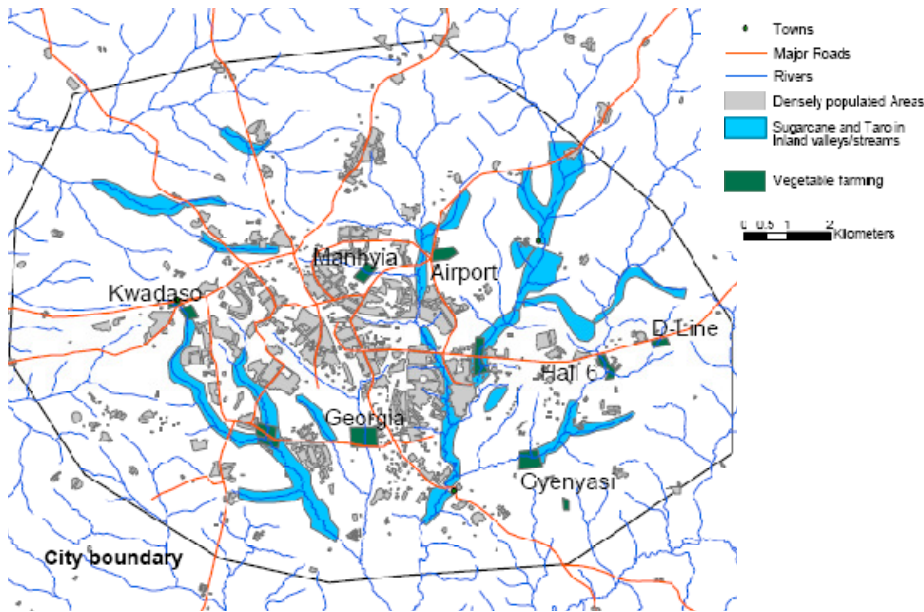 Towns
Major Roads
Rivers
Densely populated Areas
Sugarcane and Taro in
Inland valleys/streams
Vegetable farming
0 0.5 1 2
Kilometers
Manhyia
Airport
Kwadaso
D-Line
Hall 6
Georgia
Gyenyasi
City boundary